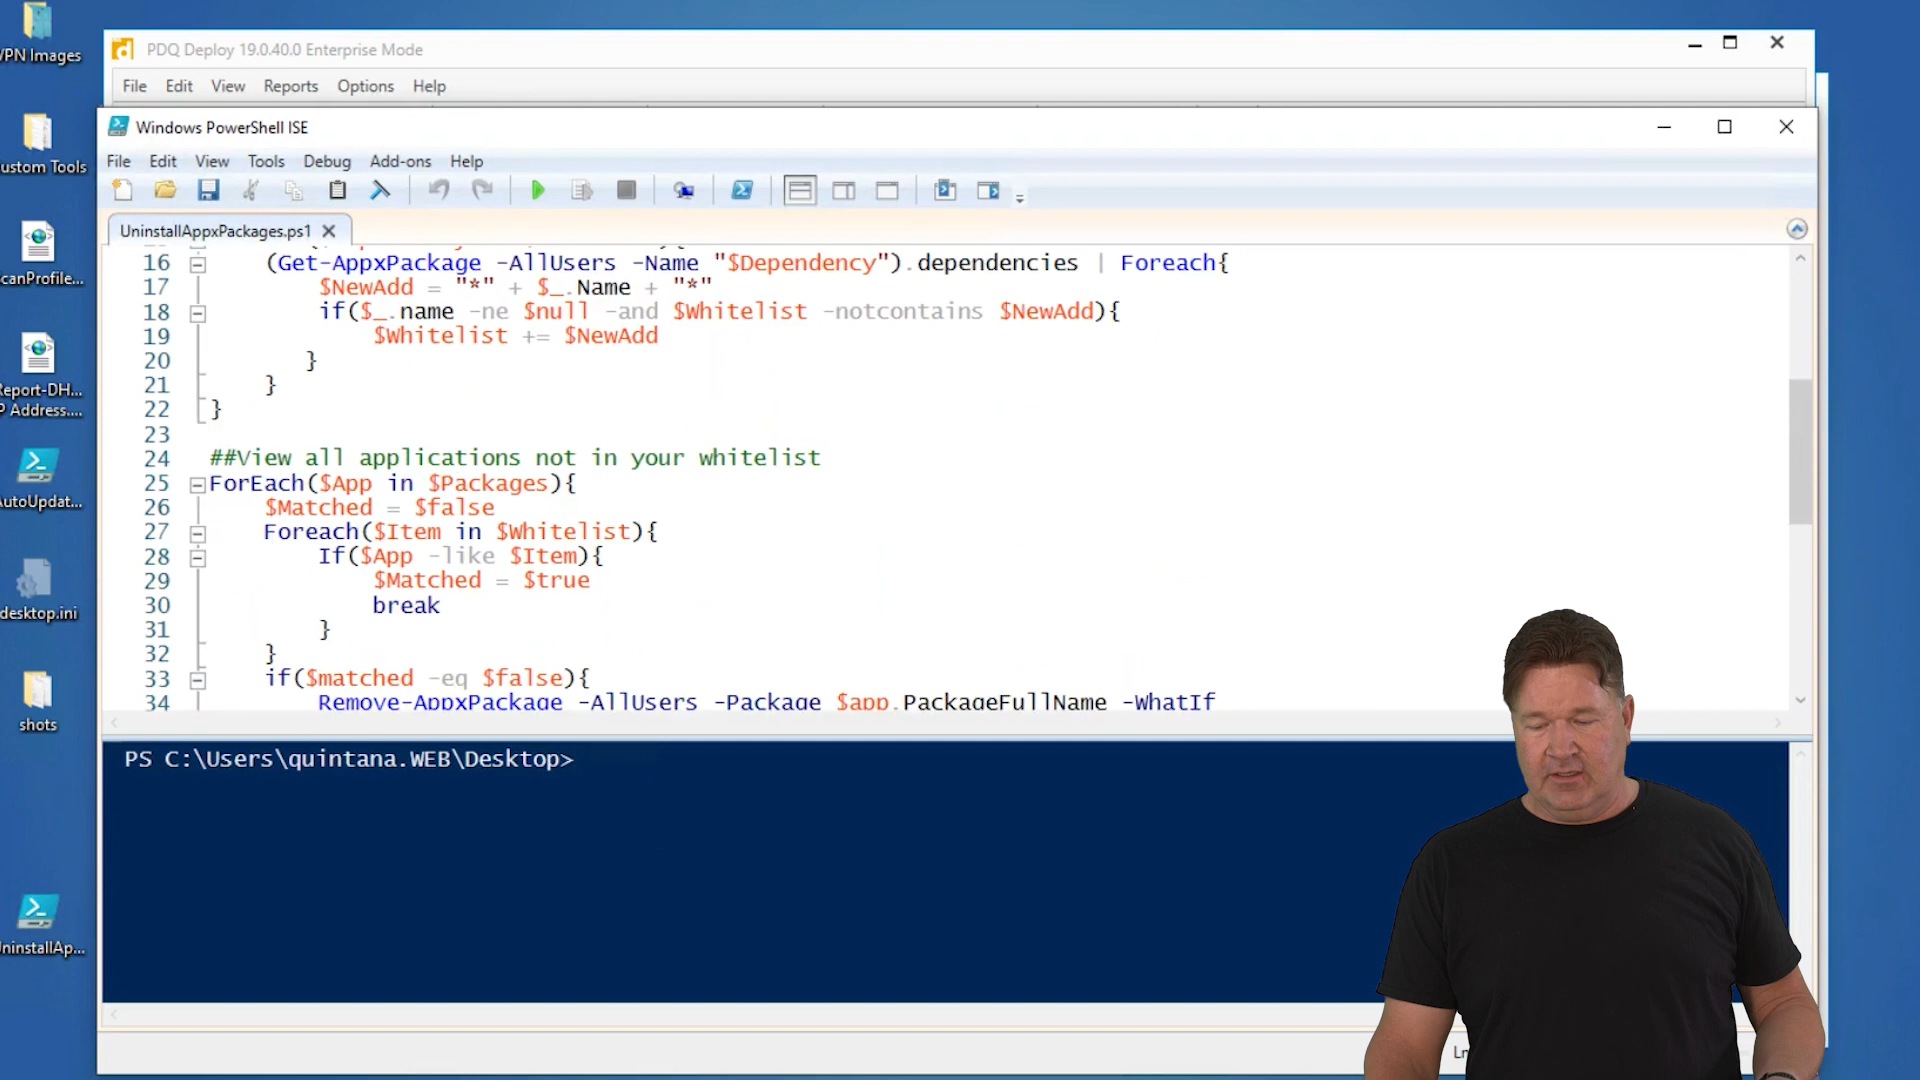 VPN Images
PDQ Deploy 19.0.40.0 Enterprise Mode
File Edit View Reports Options Help
Windows PowerShell ISE
File Edit View Tools Debug Add-ons Help
UninstallAppxPackages.ps1
16 (Get-AppxPackage -AllUsers -Name "$Dependency").dependencies | Foreach{
17 $NewAdd = "*" + $_.Name + "*"
18 if($_.name -ne $null -and $Whitelist -notcontains $NewAdd){
19 $Whitelist += $NewAdd
20 }
21 }
22 }
23
24 ##View all applications not in your whitelist
25 ForEach($App in $Packages){
26 $Matched = $false
27 Foreach($Item in $Whitelist){
28 If($App -like $Item){
29 $Matched = $true
30 break
31 }
32 }
33 if($matched -eq $false){
34 Remove-AppxPackage -AllUsers -Package $app.PackageFullName -WhatIf
PS C:\Users\quintana.WEB\Desktop>
ustom Tools
canProfile...
eport-DH...
P Address....
AutoUpdat...
desktop.ini
shots
ninstallAp...
Ln